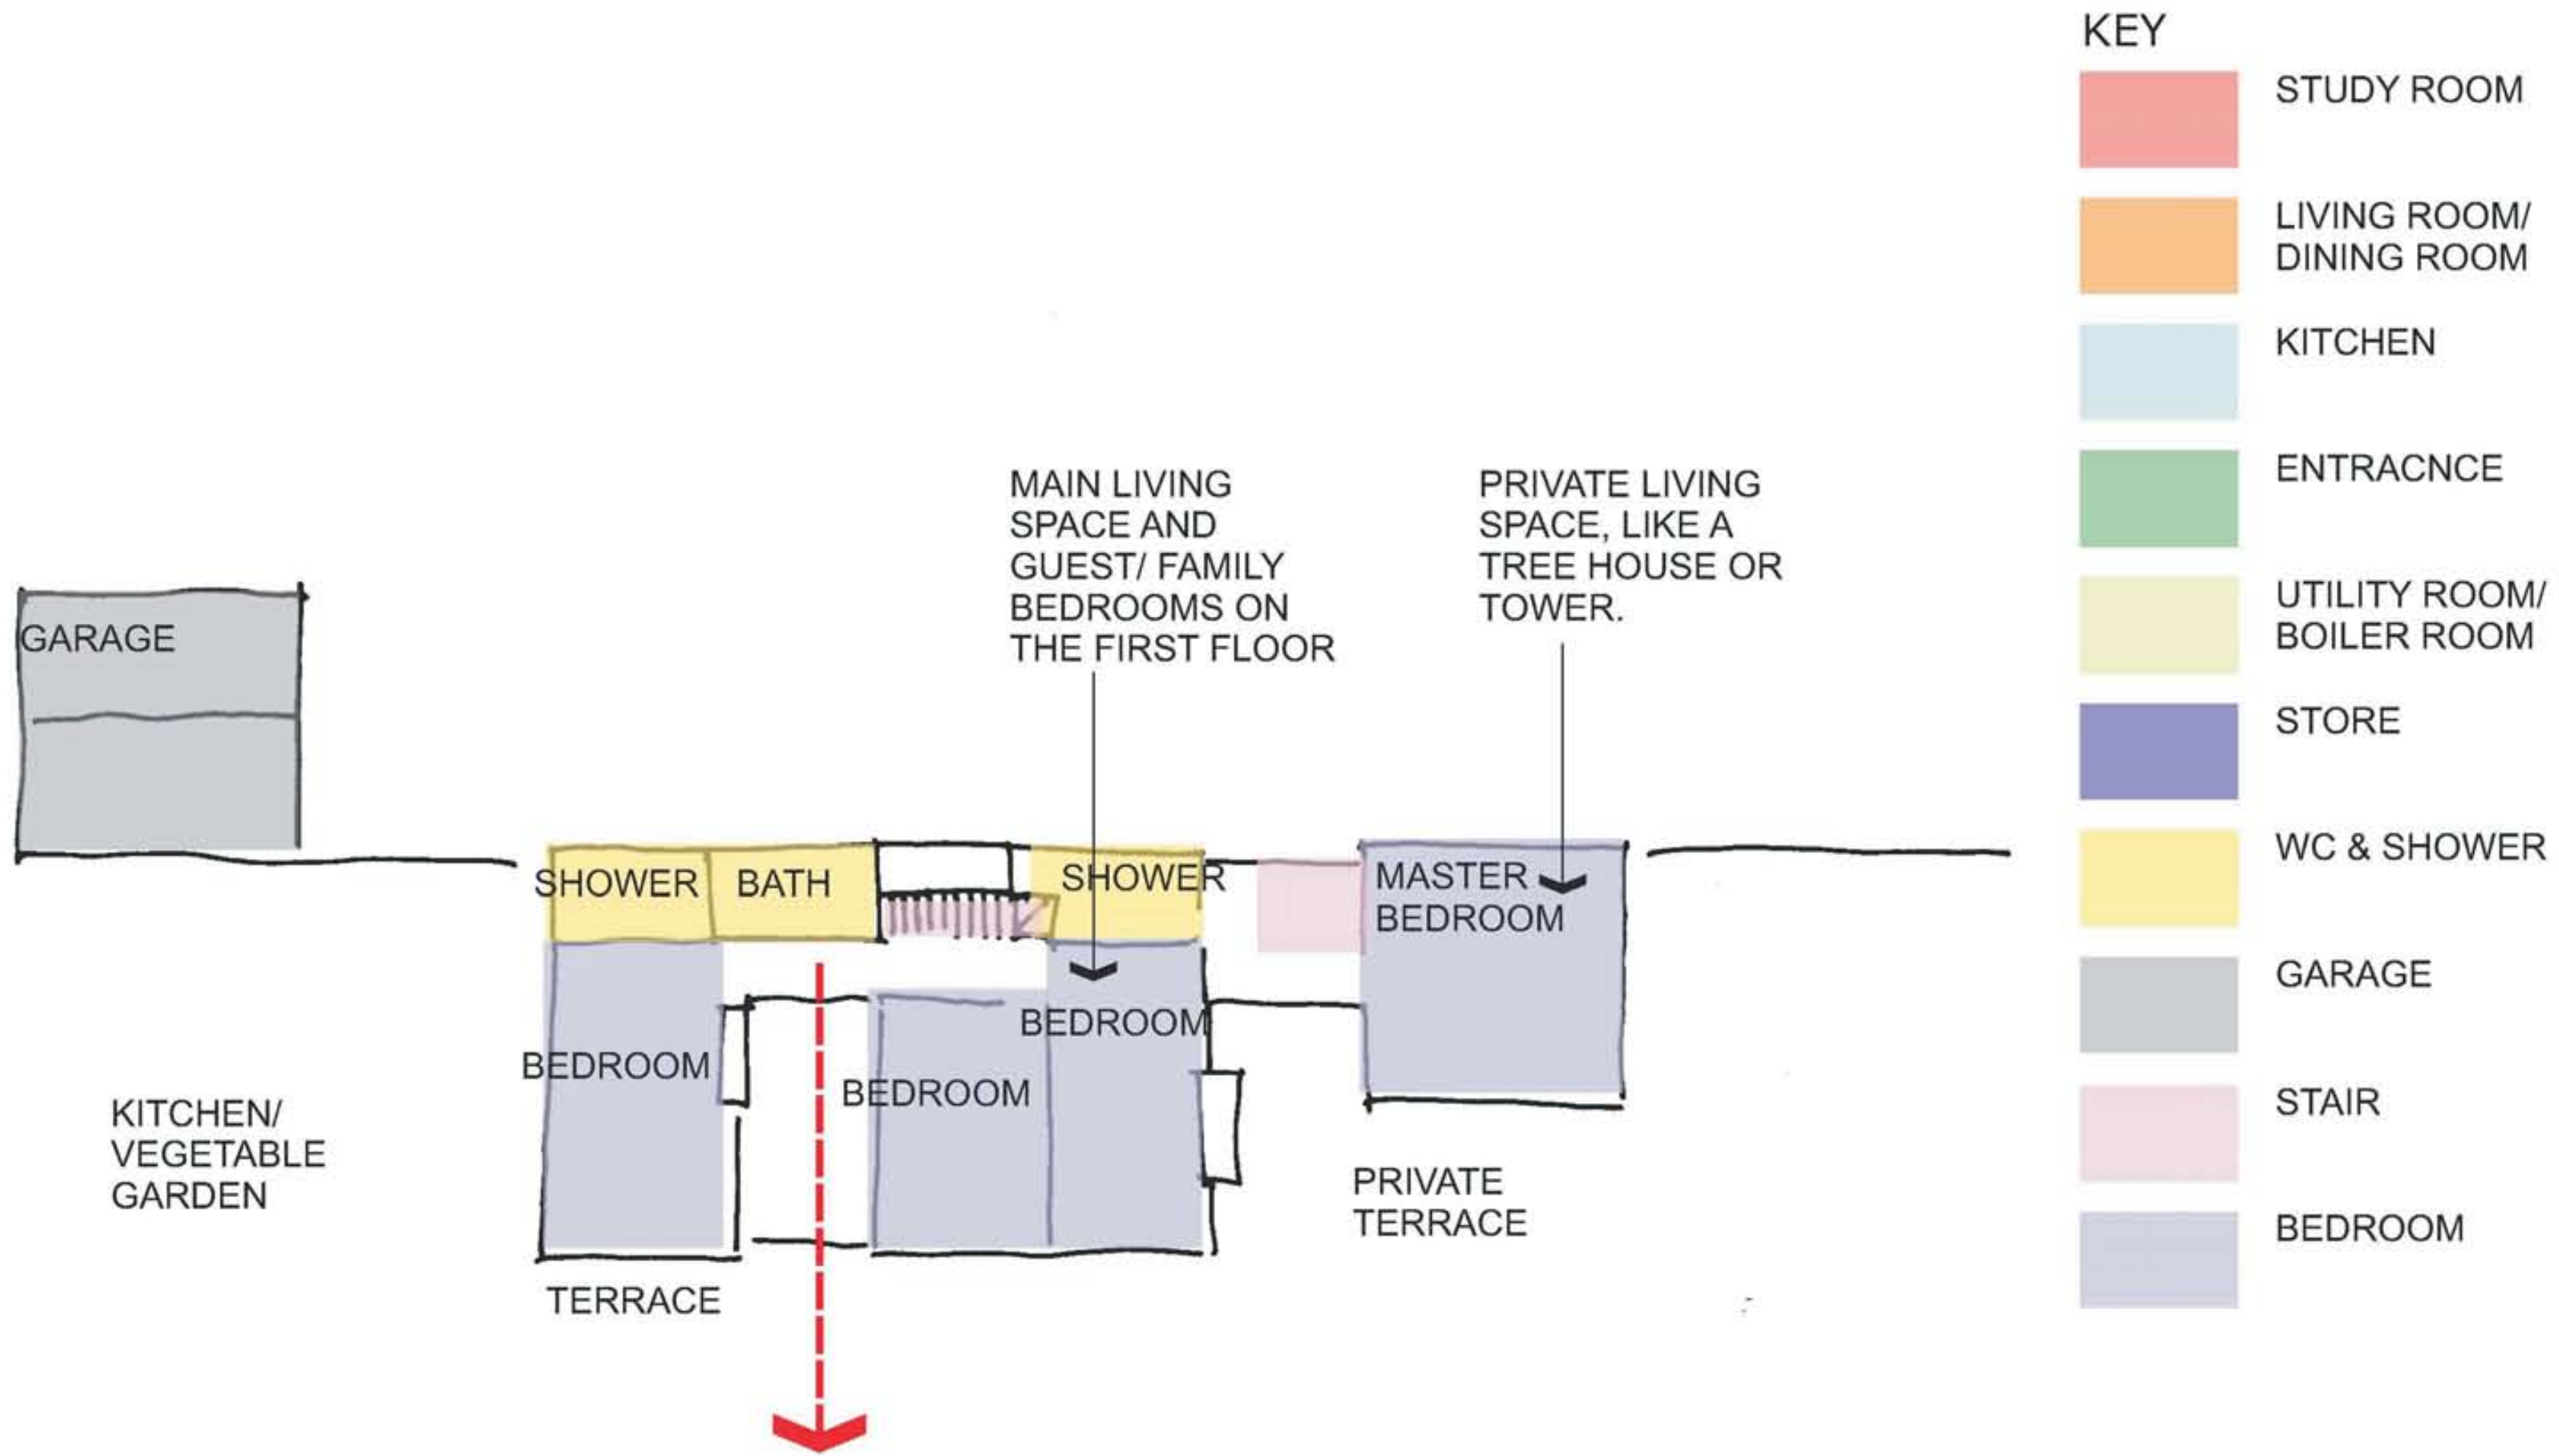 KEY
STUDY ROOM
LIVING ROOM/
DINING ROOM
KITCHEN
ENTRACNCE
UTILITY ROOM/
BOILER ROOM
STORE
WC & SHOWER
GARAGE
STAIR
BEDROOM
MAIN LIVING
SPACE AND
GUEST/ FAMILY
BEDROOMS ON
THE FIRST FLOOR
PRIVATE LIVING
SPACE, LIKE A
TREE HOUSE OR
TOWER.
GARAGE
SHOWER
BATH
SHOWER
MASTER
BEDROOM
BEDROOM
BEDROOM
BEDROOM
KITCHEN/
VEGETABLE
GARDEN
PRIVATE
TERRACE
TERRACE